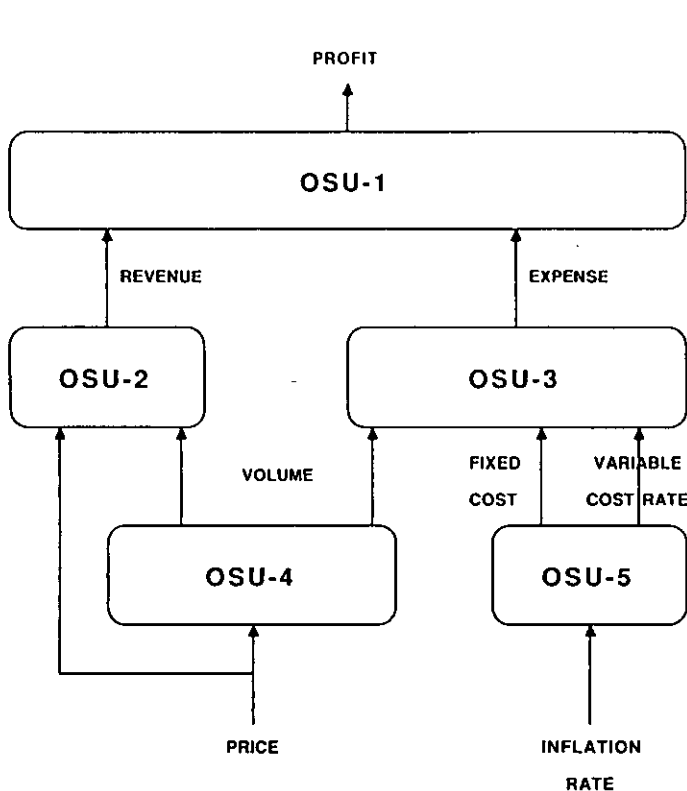 PROFIT
OSU-1
REVENUE
EXPENSE
OSU-2
OSU-3
VOLUME
FIXED
COST
VARIABLE
COST RATE
OSU-4
OSU-5
PRICE
INFLATION
RATE